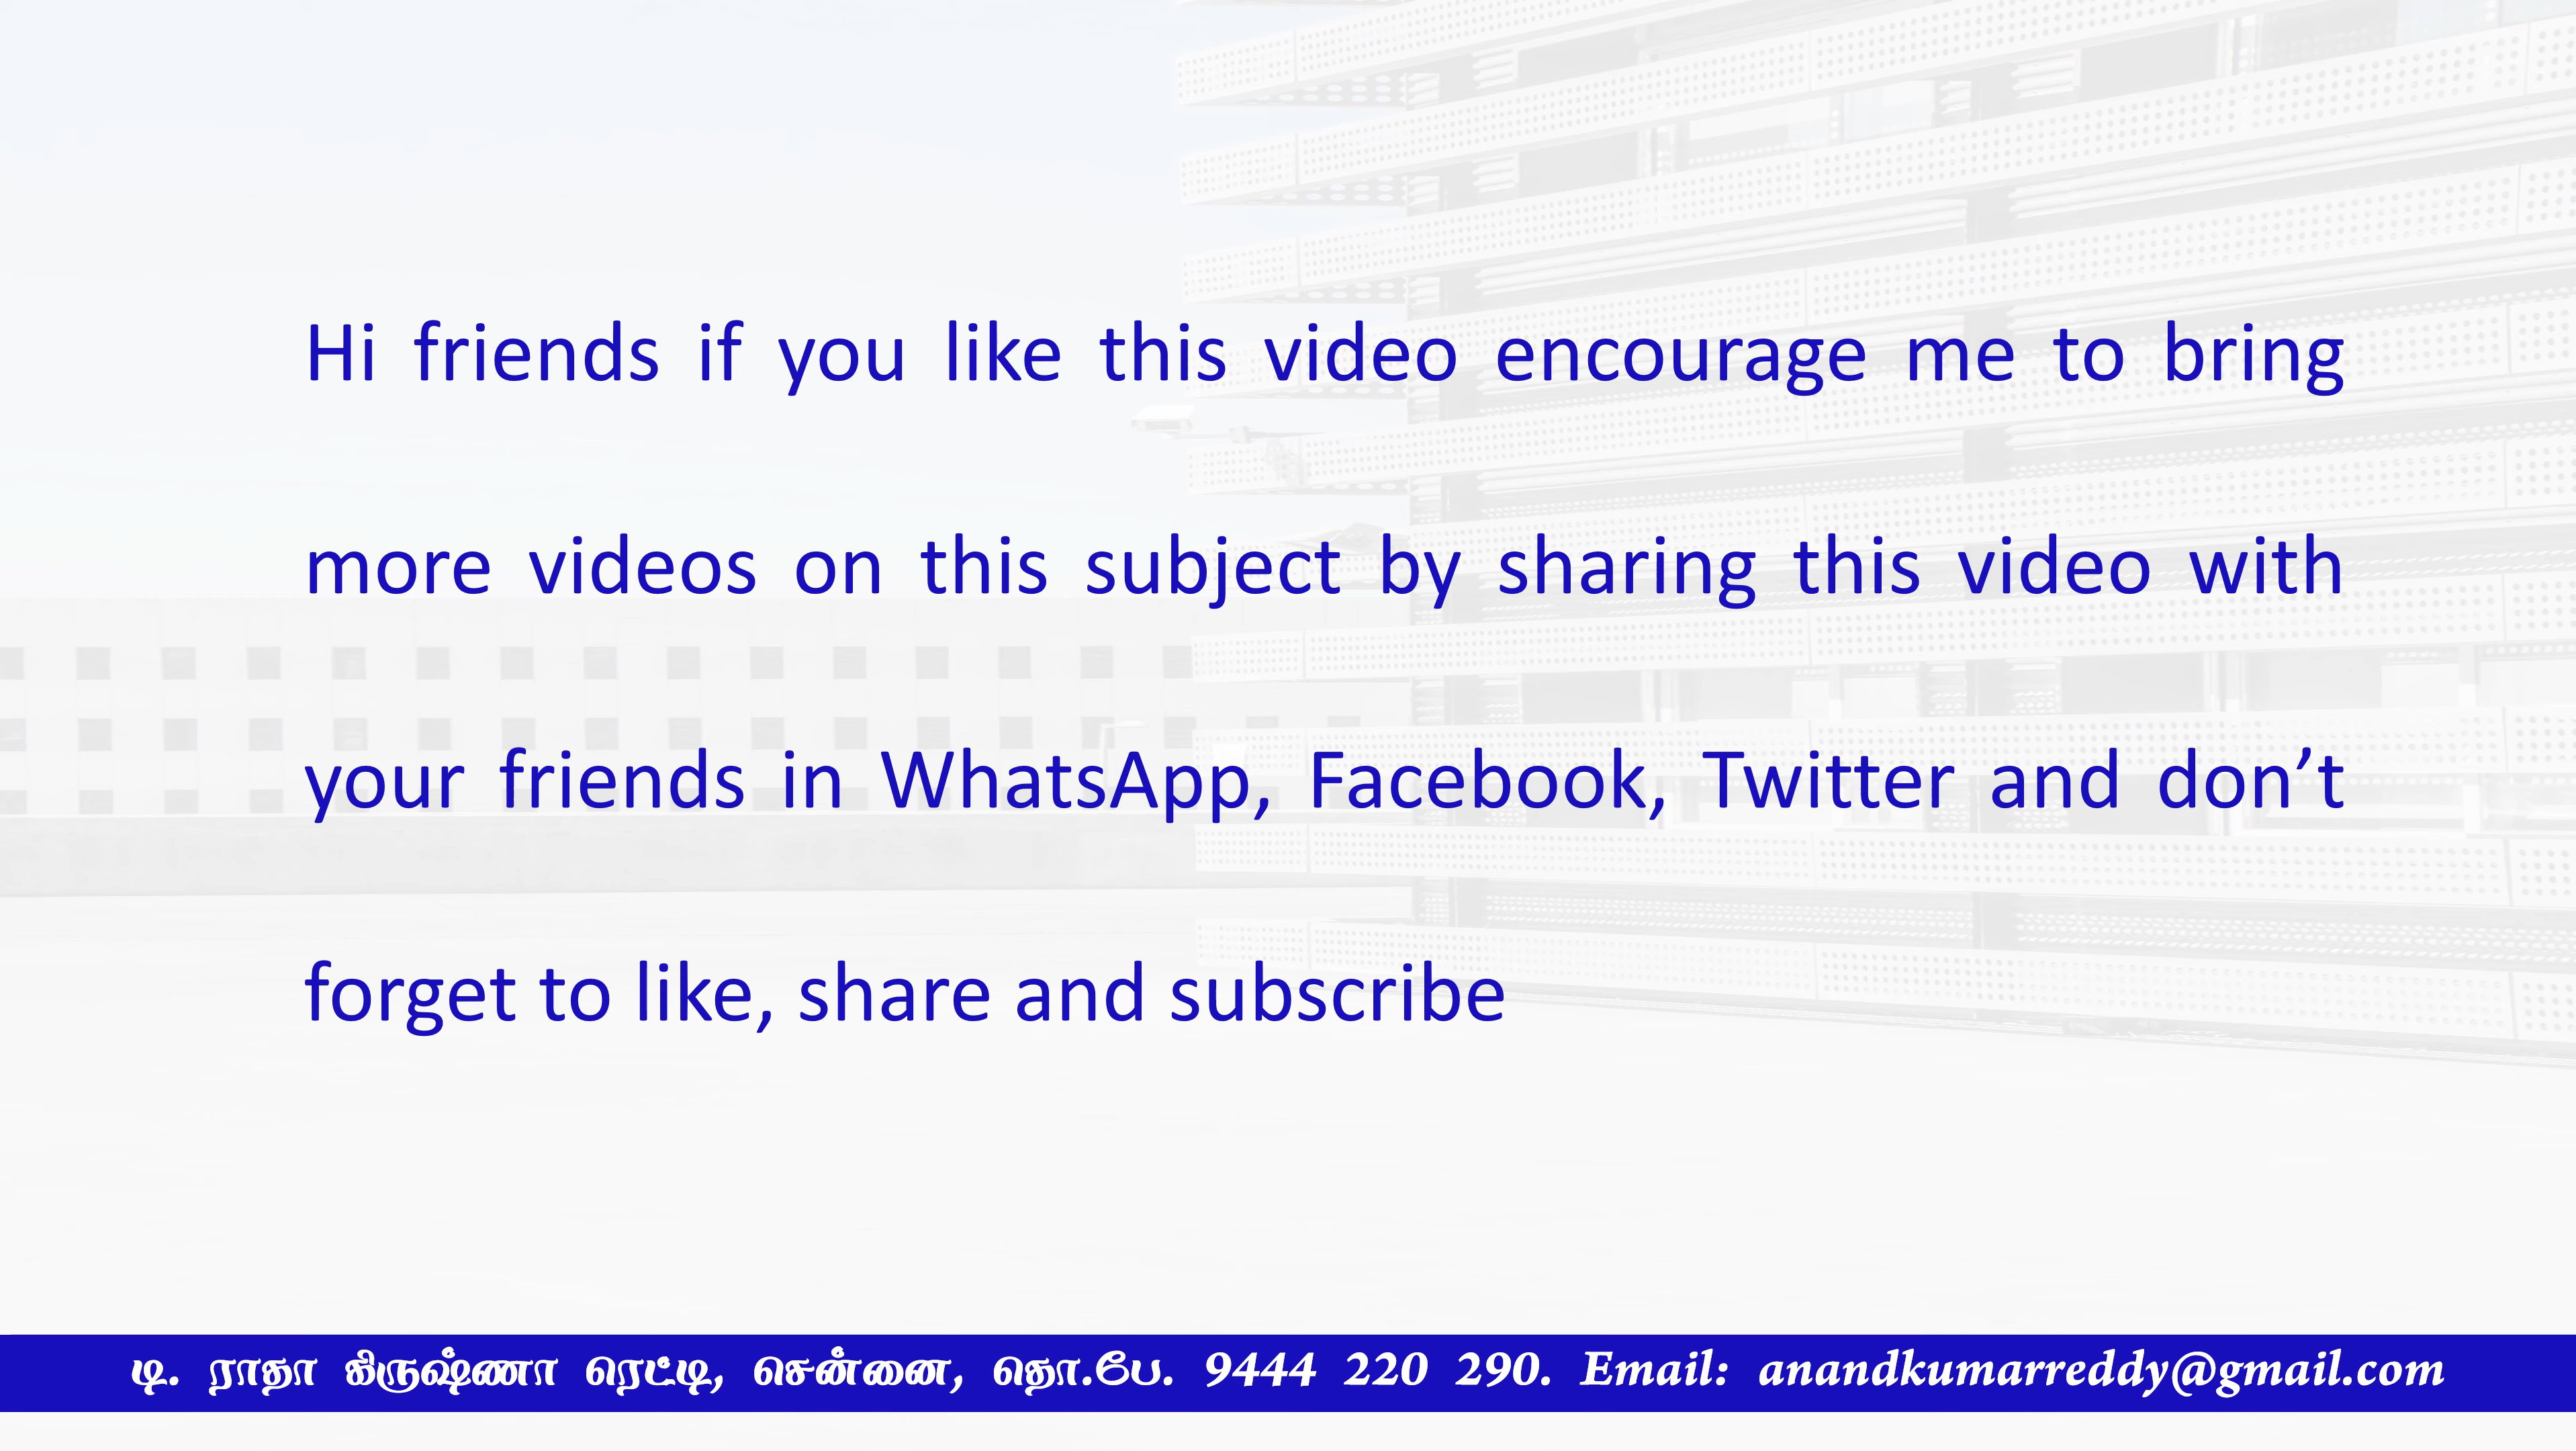 Hi friends if you like this video encourage me to bring
more videos on this subject by sharing this video with
your friends in WhatsApp, Facebook, Twitter and don’t
forget to like, share and subscribe
டி. ராதா கிருஷ்ணா ரெட்டி, சென்னை, தொ.பே. 9444 220 290. Email: anandkumarreddy@gmail.com